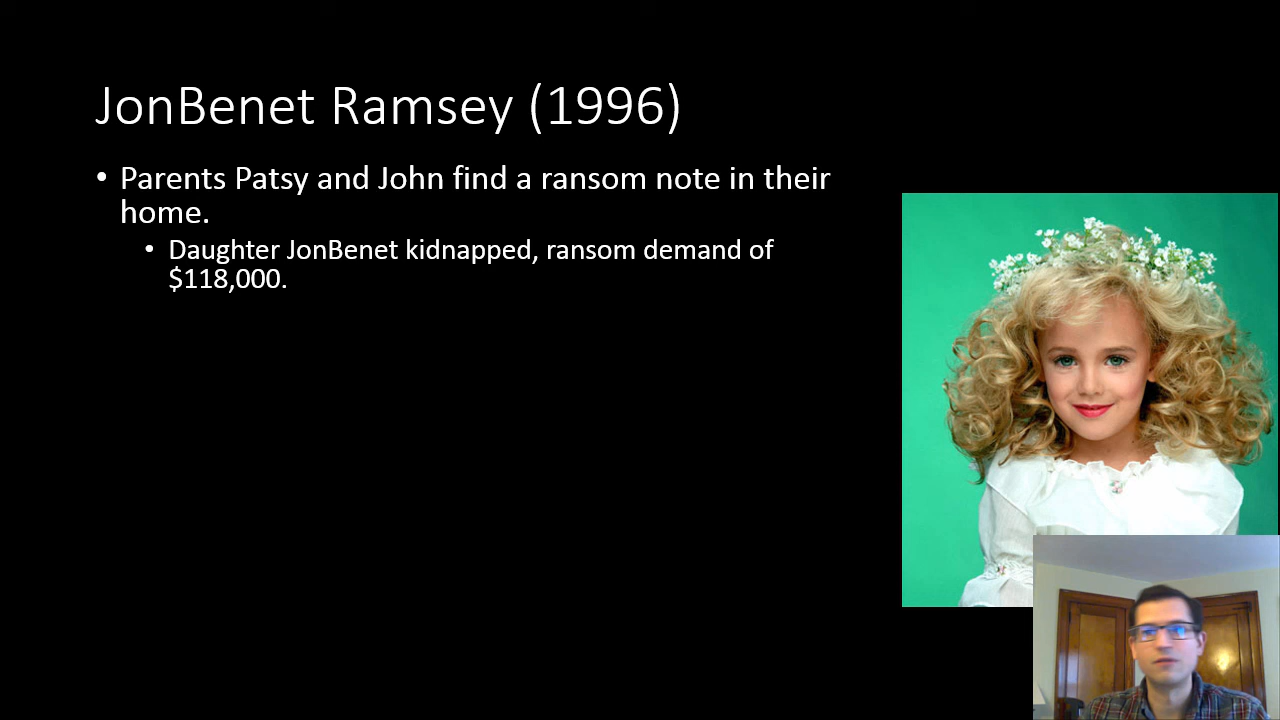 JonBenet Ramsey (1996)
• Parents Patsy and John find a ransom note in their
home.
• Daughter JonBenet kidnapped, ransom demand of
$118,000.